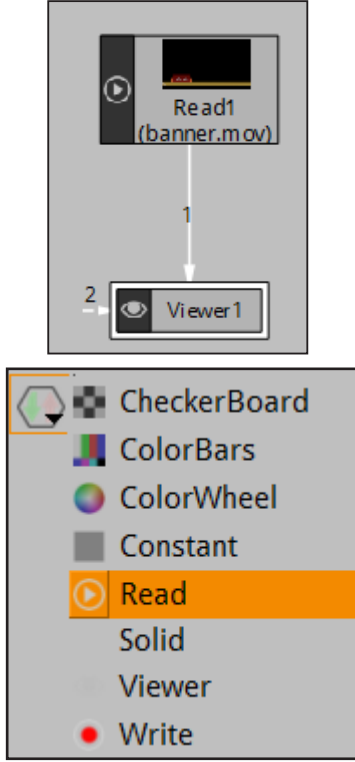 Read1
(banner.mov)
1
2
Viewer1
CheckerBoard
ColorBars
ColorWheel
Constant
Read
Solid
Viewer
Write